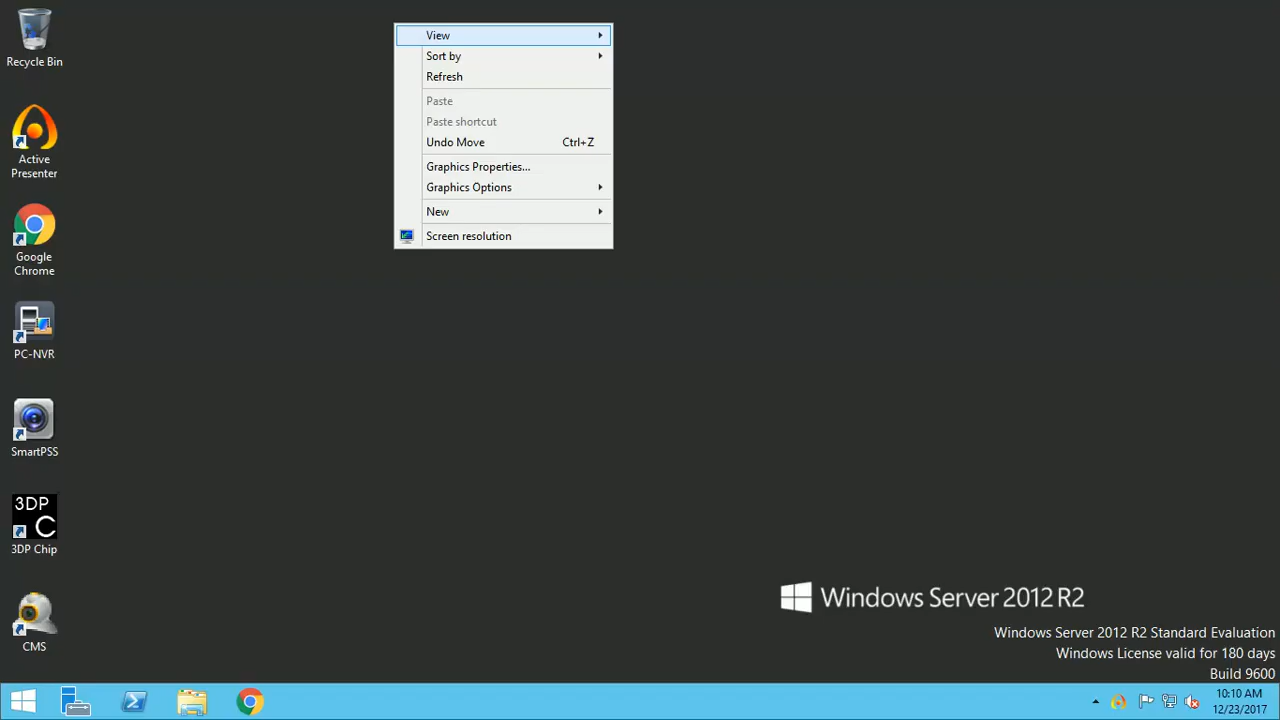 Recycle Bin
Active
Presenter
Google
Chrome
PC-NVR
SmartPSS
3DP
C
3DP Chip
CMS
View
Sort by
Refresh
Paste
Paste shortcut
Undo Move Ctrl+Z
Graphics Properties...
Graphics Options
New
Screen resolution
Windows Server 2012 R2
Windows Server 2012 R2 Standard Evaluation
Windows License valid for 180 days
Build 9600
10:10 AM
12/23/2017